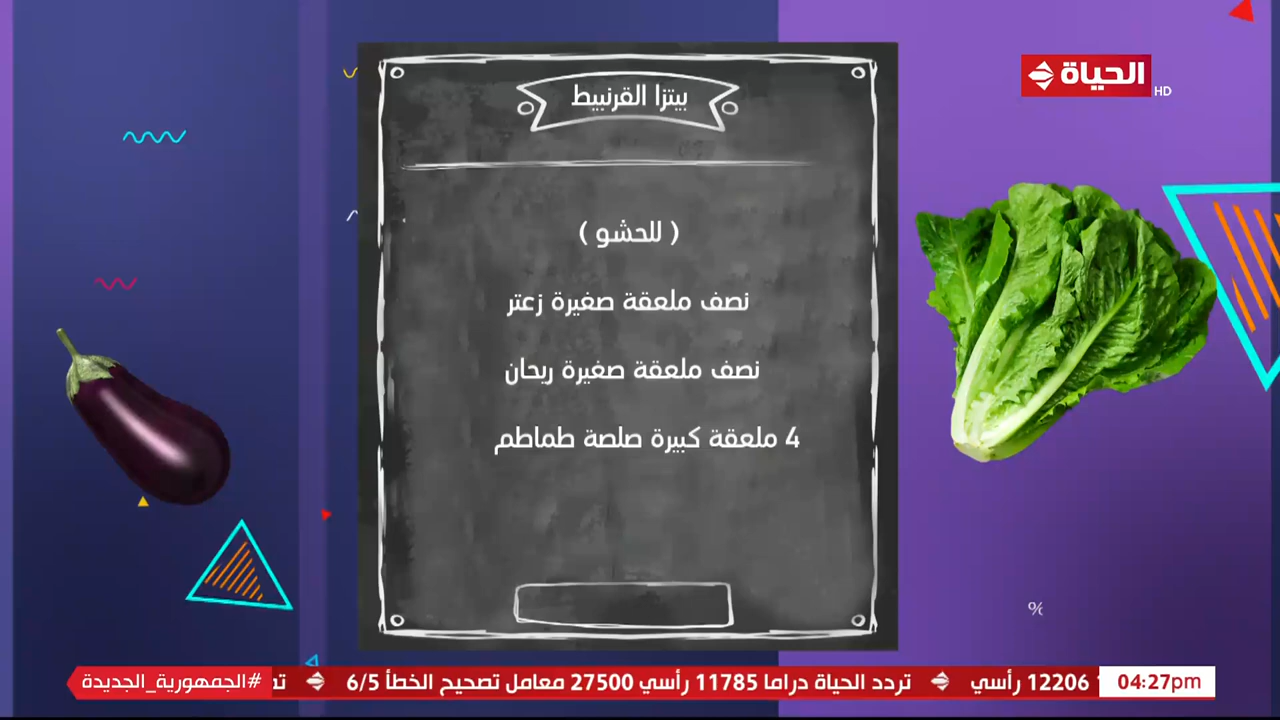 الحياة
HD
بيتزا القرنبيط
( للحشو )
نصف ملعقة صغيرة زعتر
نصف ملعقة صغيرة ريحان
4 ملعقة كبيرة صلصة طماطم
%
04:27pm
12206 رأسي
تردد الحياة دراما 11785 رأسي 27500 معامل تصحيح الخطأ 6/5
#الجمهورية_الجديدة